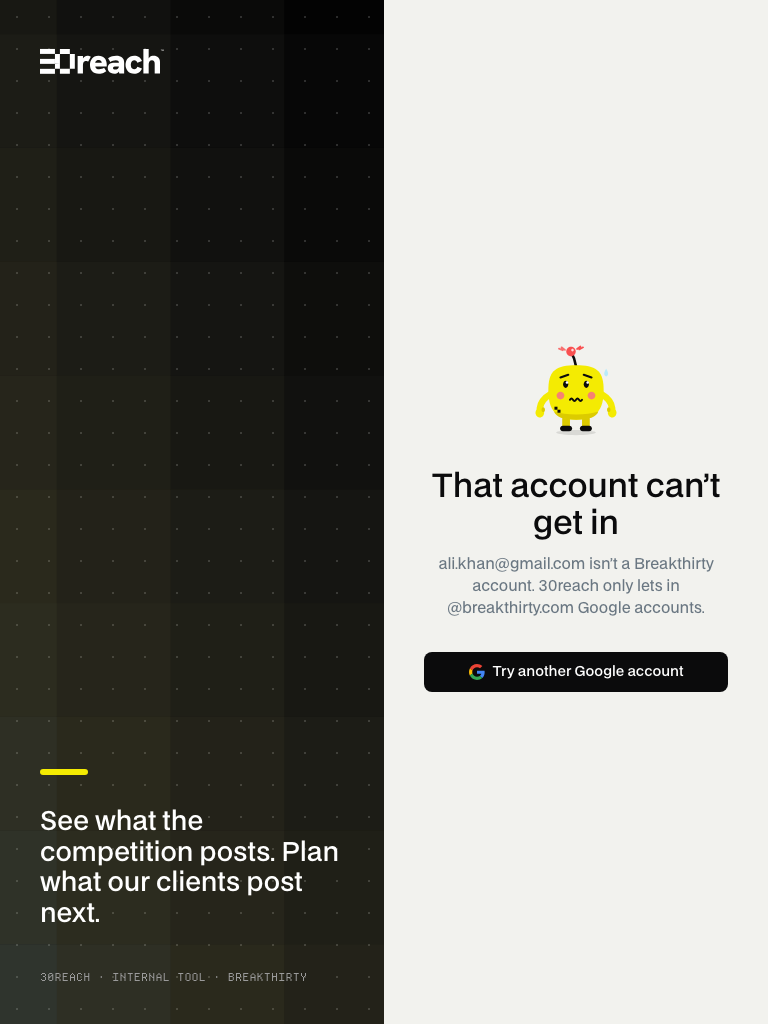 30reach
See what the
competition posts. Plan
what our clients post
next.
30REACH · INTERNAL TOOL · BREAKTHIRTY
That account can’t
get in
ali.khan@gmail.com isn’t a Breakthirty
account. 30reach only lets in
@breakthirty.com Google accounts.
Try another Google account